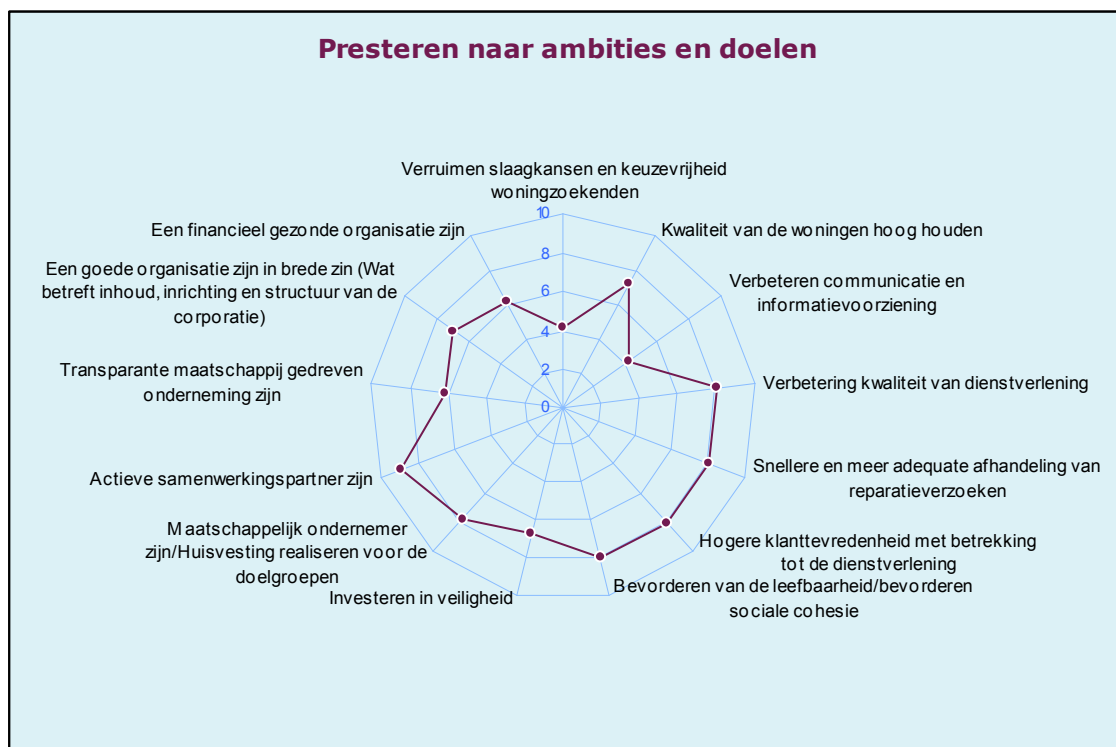 Presteren naar ambities en doelen
Verruimen slaagkansen en keuzevrijheid
woningzoekenden
Kwaliteit van de woningen hoog houden
Verbeteren communicatie en
informatievoorziening
Verbetering kwaliteit van dienstverlening
Snellere en meer adequate afhandeling van
reparatieverzoeken
Hogere klanttevredenheid met betrekking
tot de dienstverlening
Bevorderen van de leefbaarheid/bevorderen
sociale cohesie
Investeren in veiligheid
Maatschappelijk ondernemer
zijn/Huisvesting realiseren voor de
doelgroepen
Actieve samenwerkingspartner zijn
Transparante maatschappij gedreven
onderneming zijn
Een goede organisatie zijn in brede zin (Wat
betreft inhoud, inrichting en structuur van de
corporatie)
Een financieel gezonde organisatie zijn
10
8
6
4
2
0